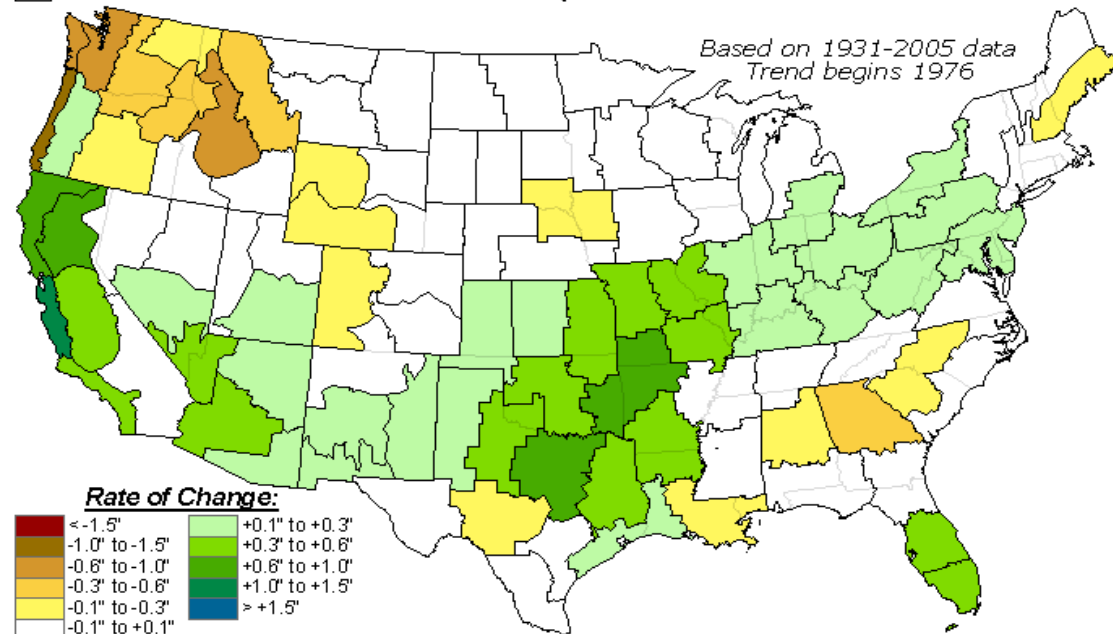 Based on 1931-2005 data
Trend begins 1976
Rate of Change:
< -1.5"
-1.0" to -1.5"
-0.6" to -1.0"
-0.3" to -0.6"
-0.1" to -0.3"
-0.1" to +0.1"
+0.1" to +0.3"
+0.3" to +0.6"
+0.6" to +1.0"
+1.0" to +1.5"
> +1.5"